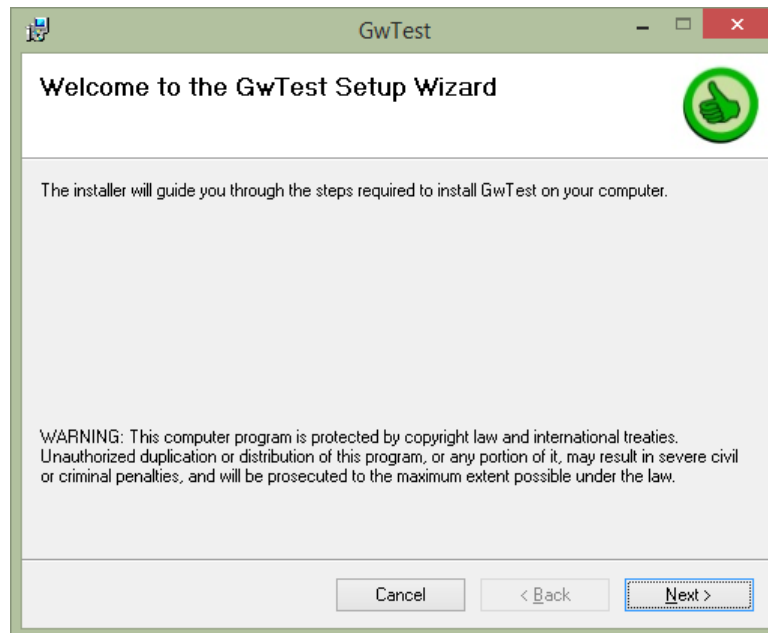 GwTest
Welcome to the GwTest Setup Wizard
The installer will guide you through the steps required to install GwTest on your computer.
WARNING: This computer program is protected by copyright law and international treaties.
Unauthorized duplication or distribution of this program, or any portion of it, may result in severe civil
or criminal penalties, and will be prosecuted to the maximum extent possible under the law.
Cancel
< Back
Next >